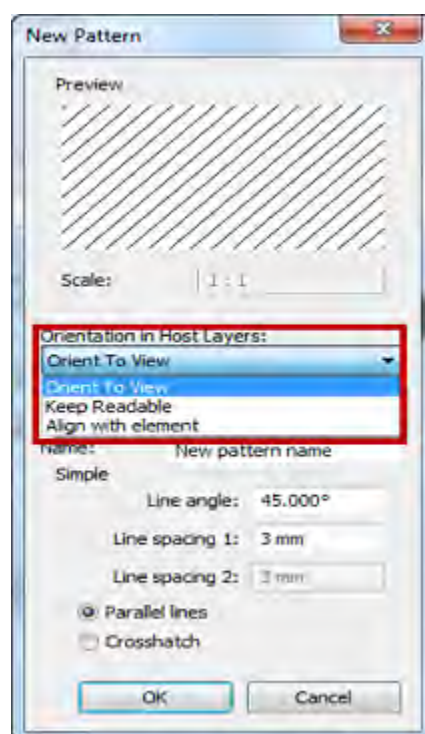 New Pattern
Preview
Scale: 1 : 1
Orientation in Host Layers:
Orient To View
Orient To View
Keep Readable
Align with element
Name: New pattern name
Simple
Line angle: 45.000°
Line spacing 1: 3 mm
Line spacing 2: 3 mm
Parallel lines
Crosshatch
OK Cancel